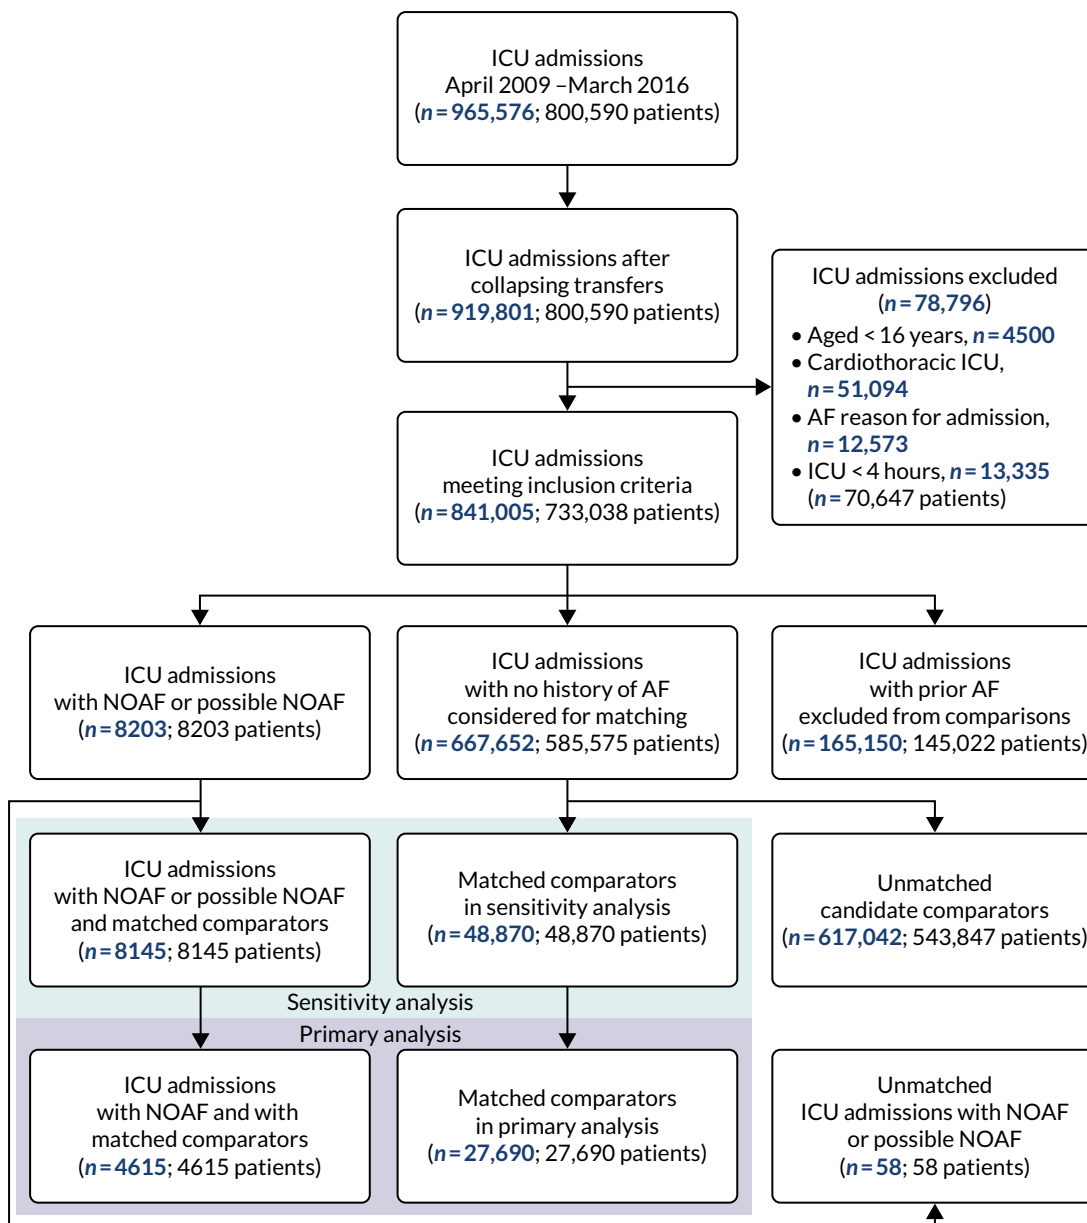 ICU admissions
April 2009 –March 2016
(n=965,576; 800,590 patients)
ICU admissions after
collapsing transfers
(n=919,801; 800,590 patients)
ICU admissions excluded
(n=78,796)
• Aged < 16 years, n=4500
• Cardiothoracic ICU,
n=51,094
• AF reason for admission,
n=12,573
• ICU < 4 hours, n=13,335
(n=70,647 patients)
ICU admissions
meeting inclusion criteria
(n=841,005; 733,038 patients)
ICU admissions
with NOAF or possible NOAF
(n=8203; 8203 patients)
ICU admissions
with no history of AF
considered for matching
(n=667,652; 585,575 patients)
ICU admissions
with prior AF
excluded from comparisons
(n=165,150; 145,022 patients)
ICU admissions
with NOAF or possible NOAF
and matched comparators
(n=8145; 8145 patients)
Matched comparators
in sensitivity analysis
(n=48,870; 48,870 patients)
Unmatched
candidate comparators
(n=617,042; 543,847 patients)
Sensitivity analysis
Primary analysis
ICU admissions
with NOAF and with
matched comparators
(n=4615; 4615 patients)
Matched comparators
in primary analysis
(n=27,690; 27,690 patients)
Unmatched
ICU admissions with NOAF
or possible NOAF
(n=58; 58 patients)